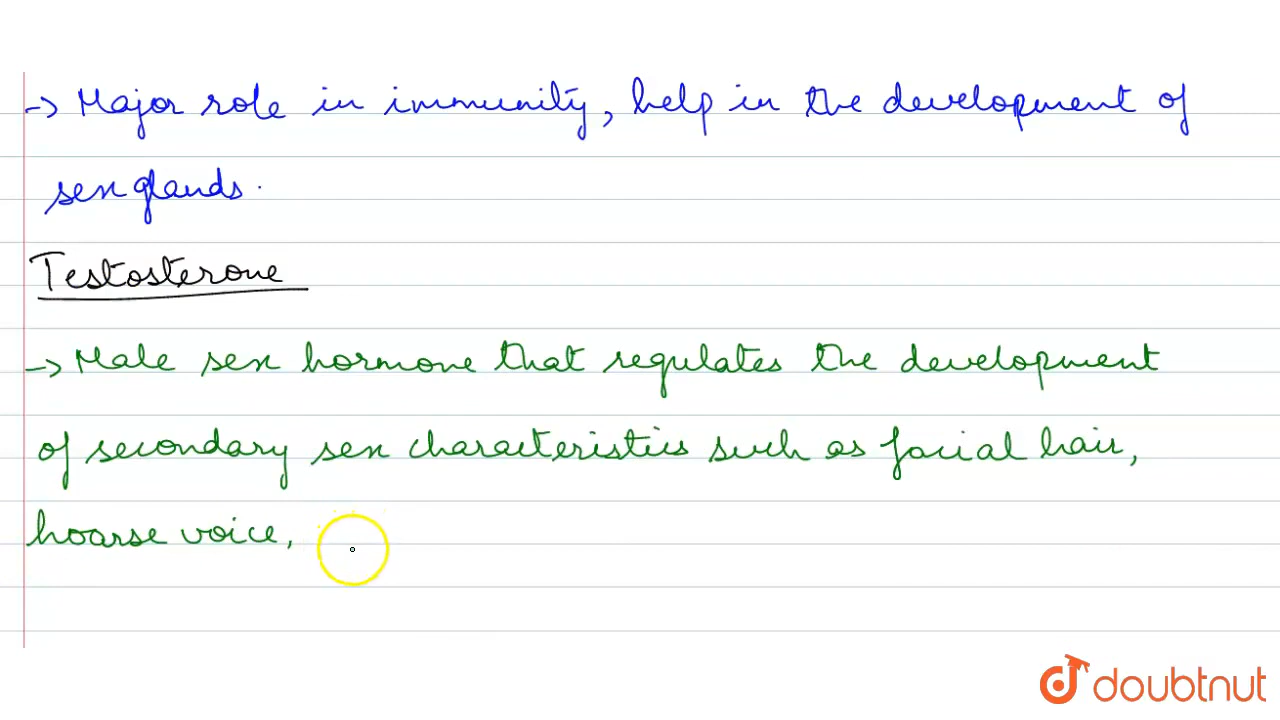 → Major role in immunity, help in the development of
sex glands.
Testosterone
→ Male sex hormone that regulates the development
of secondary sex characteristics such as facial hair,
hoarse voice,
doubtnut